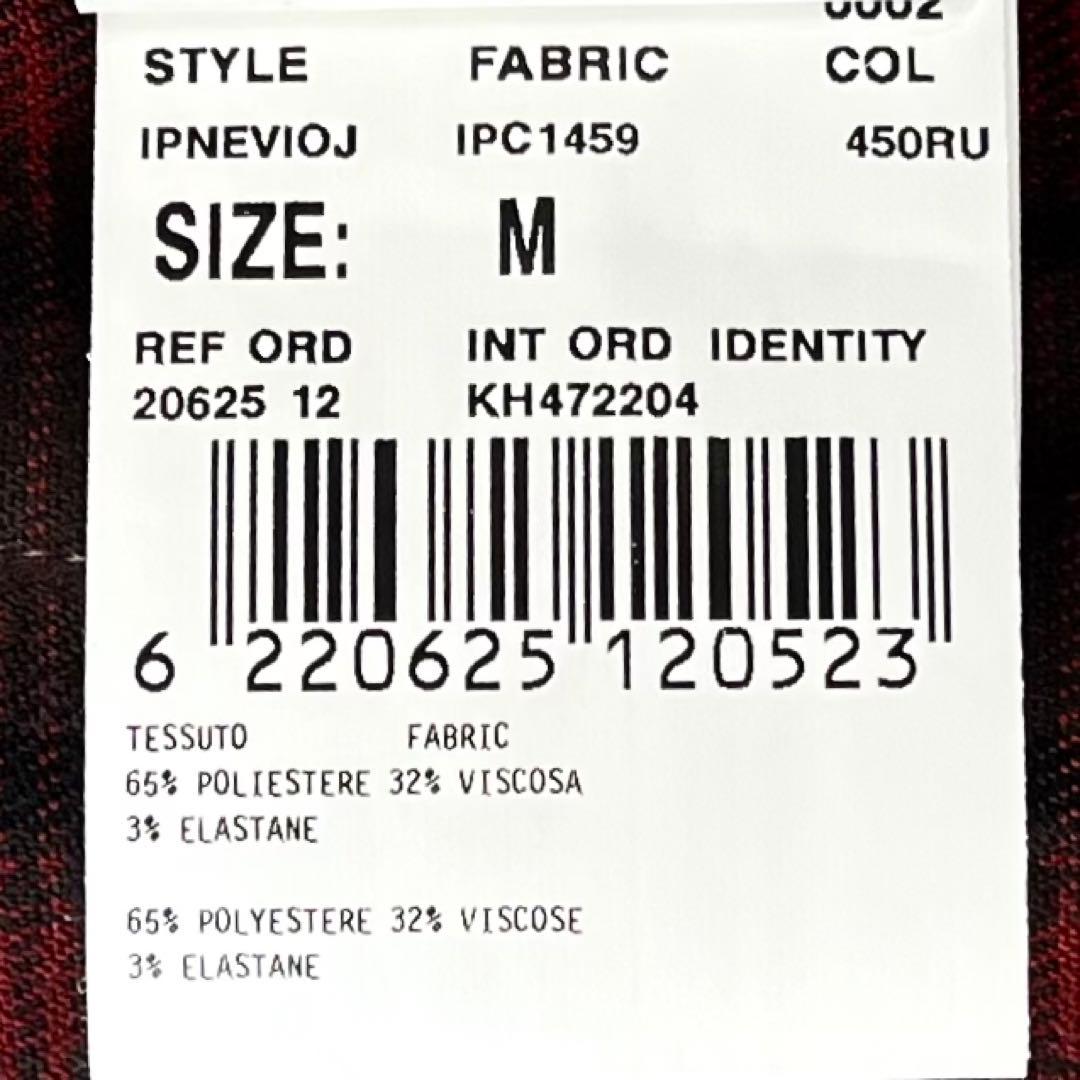 STYLE FABRIC COL
IPNEVIOJ IPC1459 450RU
SIZE: M
REF ORD INT ORD IDENTITY
20625 12 KH472204
6 220625 120523
TESSUTO FABRIC
65% POLIESTERE 32% VISCOSA
3% ELASTANE
65% POLYESTERE 32% VISCOSE
3% ELASTANE